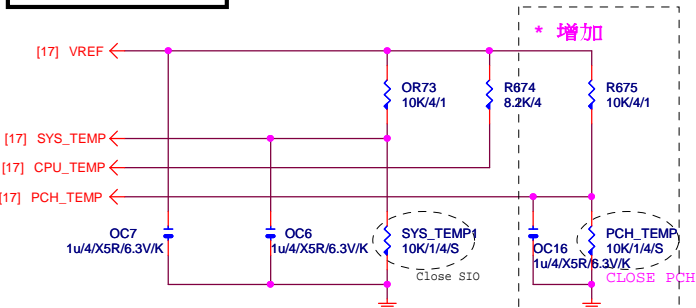 * 增加
[17] VREF
OR73
10K/4/1
R674
8.2K/4
R675
10K/4/1
[17] SYS_TEMP
[17] CPU_TEMP
[17] PCH_TEMP
OC7
1u/4/X5R/6.3V/K
OC6
1u/4/X5R/6.3V/K
SYS_TEMP1
10K/1/4/S
Close SIO
OC16
1u/4/X5R/6.3V/K
PCH_TEMP
10K/1/4/S
CLOSE PCH